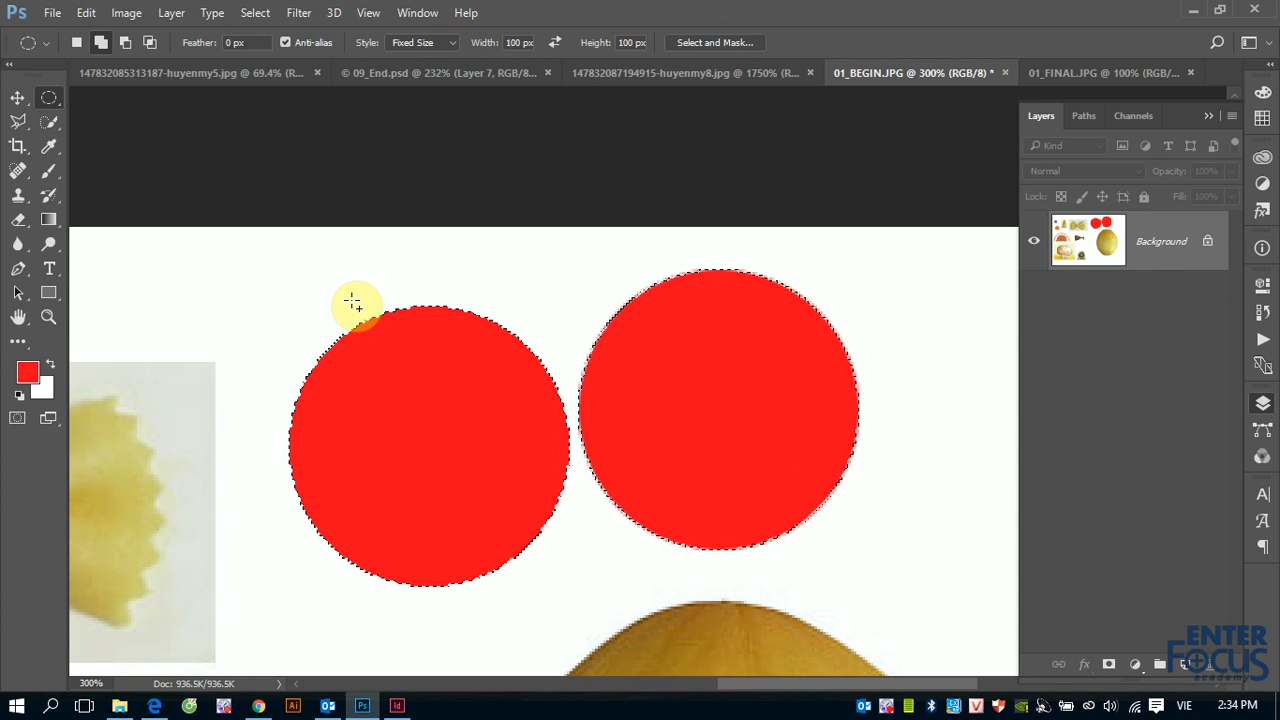 Ps File Edit Image Layer Type Select Filter 3D View Window Help
Feather: 0 px Anti-alias Style: Fixed Size Width: 100 px Height: 100 px Select and Mask...
147832085313187-huyenmy5.jpg @ 69.4% (R... × © 09_End.psd @ 232% (Layer 7, RGB/8... × 147832087194915-huyenmy8.jpg @ 1750% (R... × 01_BEGIN.JPG @ 300% (RGB/8) * × 01_FINAL.JPG @ 100% (RGB/... ×
Layers Paths Channels
Kind
Normal Opacity: 100%
Lock: Fill: 100%
Background
300% Doc: 936.5K/936.5K
ENTER
FOCUS
academy
VIE 2:34 PM